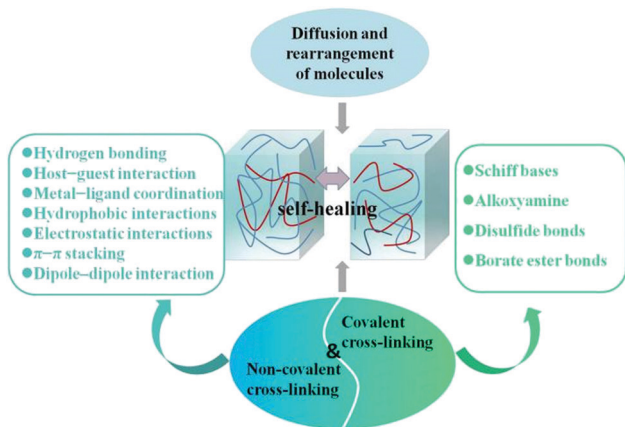 Diffusion and
rearrangement
of molecules
●Hydrogen bonding
●Host–guest interaction
●Metal–ligand coordination
●Hydrophobic interactions
●Electrostatic interactions
●π–π stacking
●Dipole–dipole interaction
self-healing
●Schiff bases
●Alkoxyamine
●Disulfide bonds
●Borate ester bonds
Covalent
cross-linking
&
Non-covalent
cross-linking